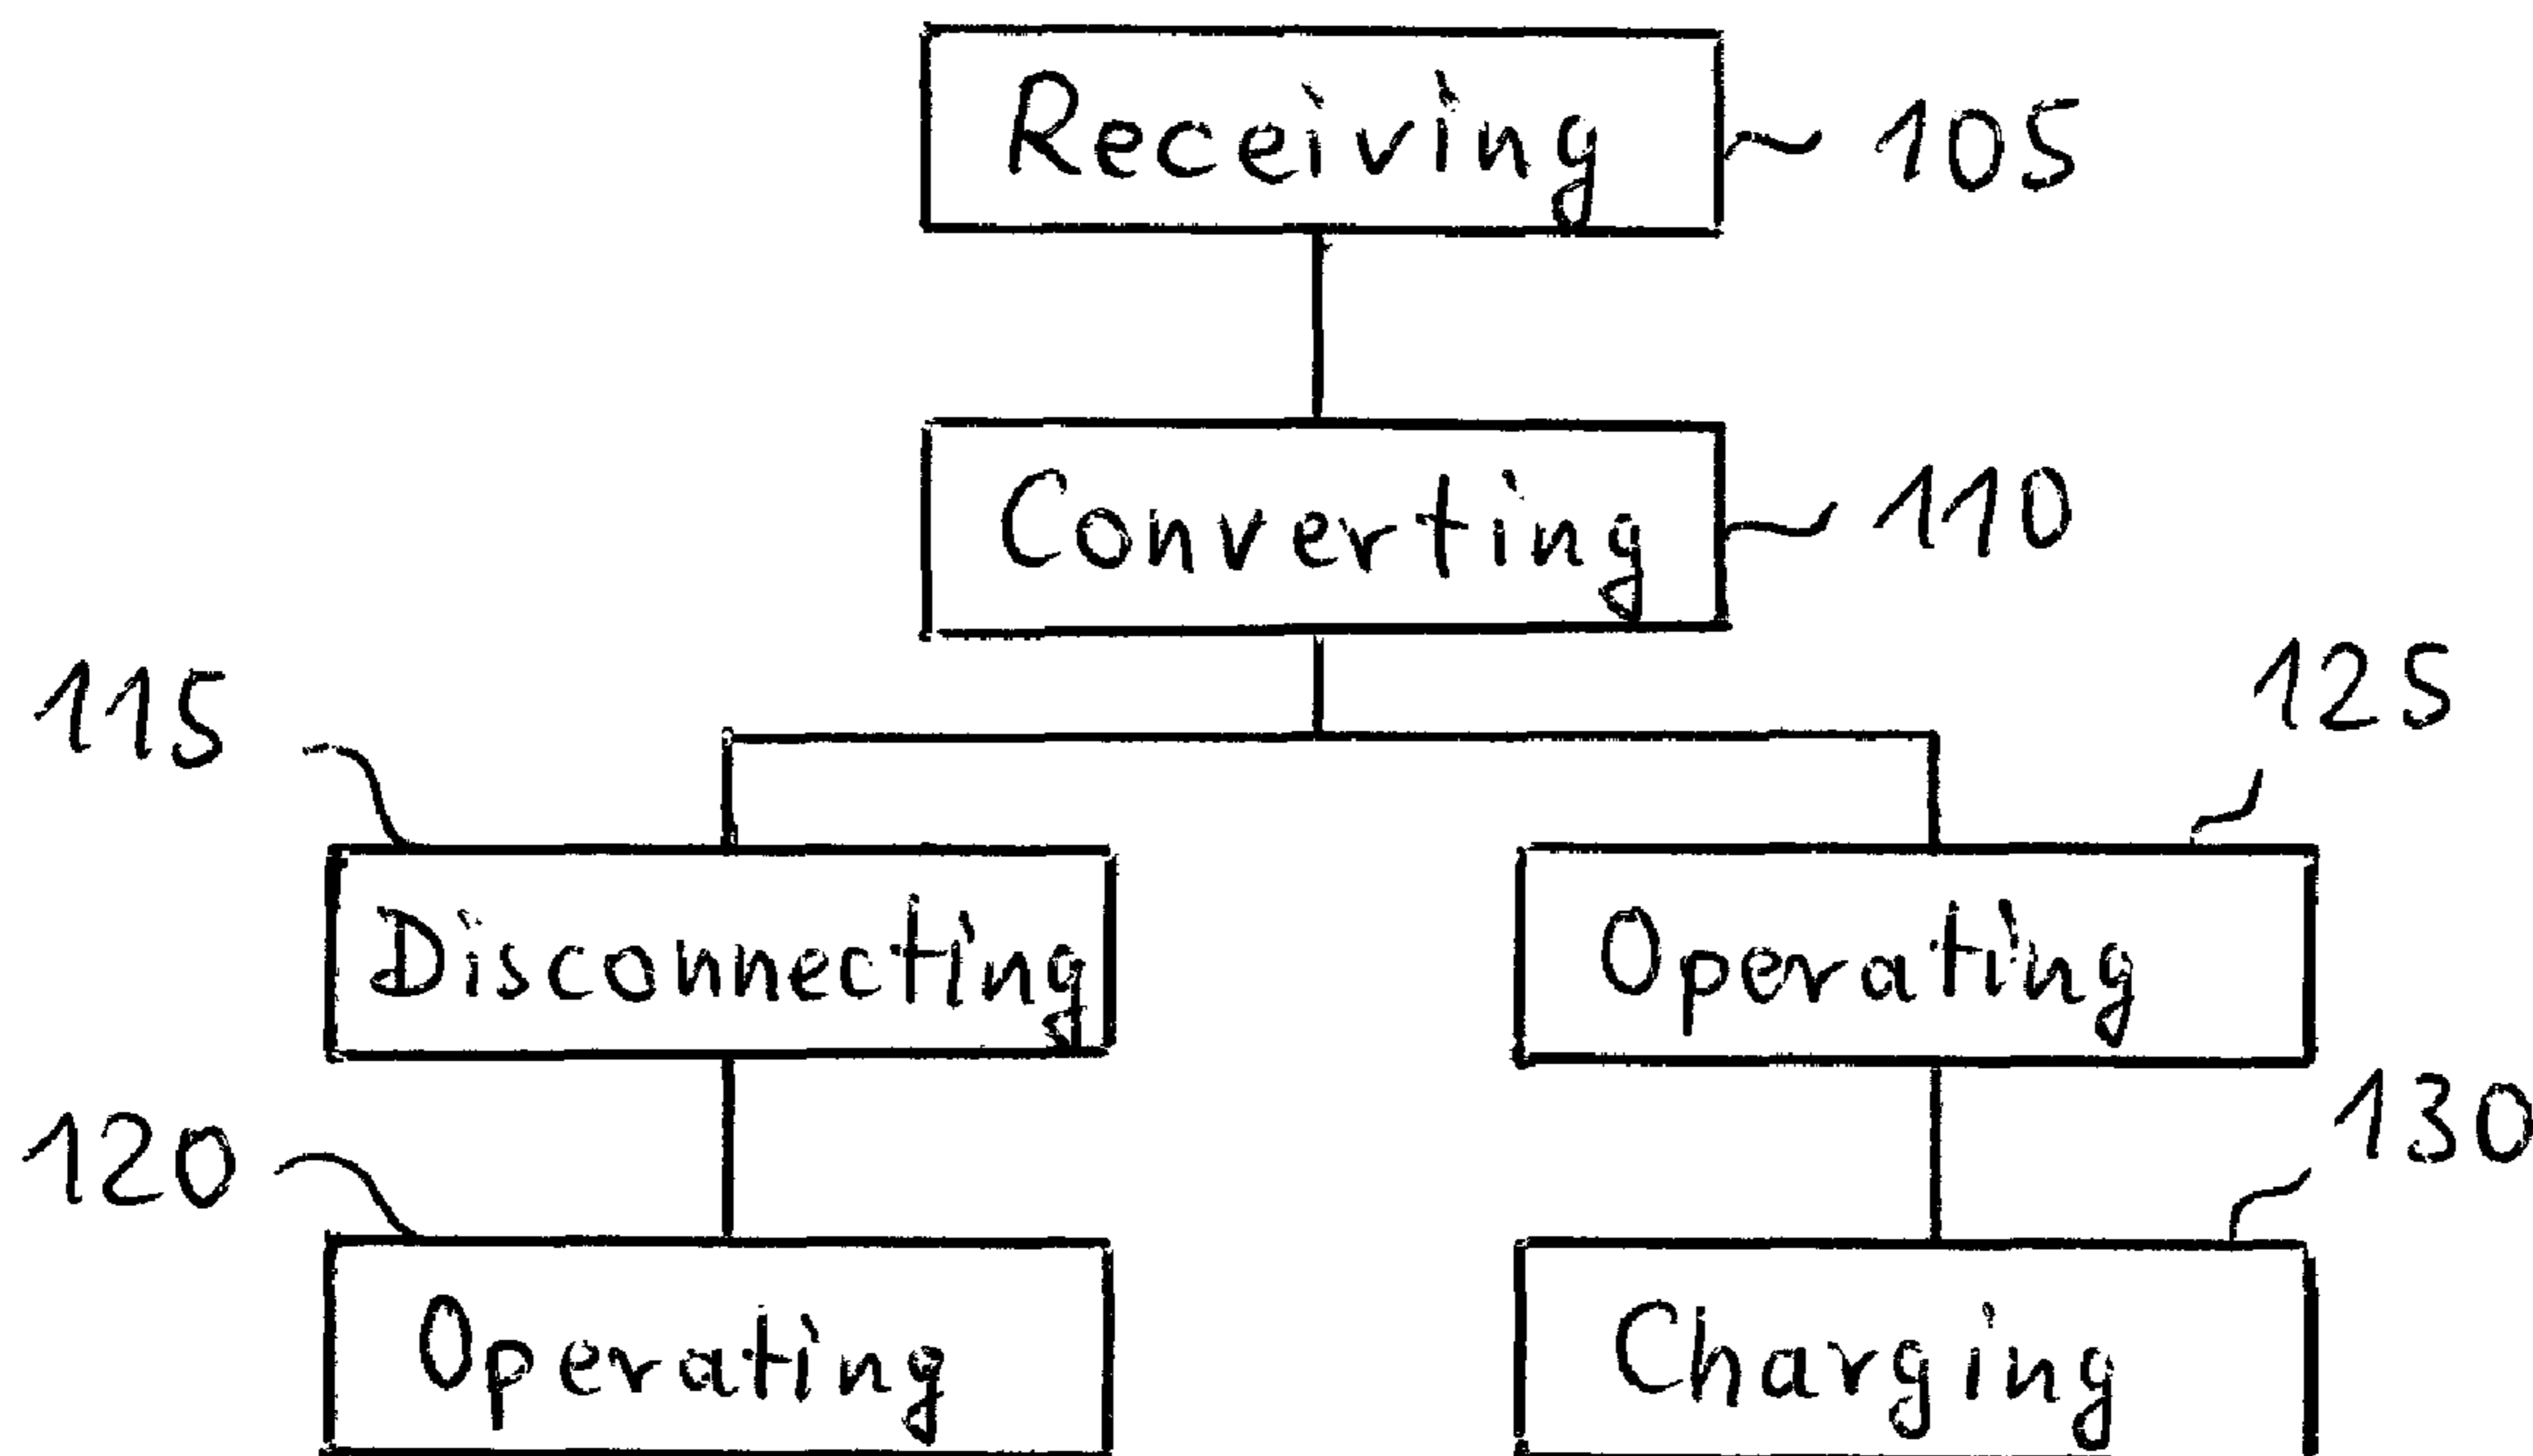 Receiving 105
Converting 110
115 125
Disconnecting Operating
120 130
Operating Charging